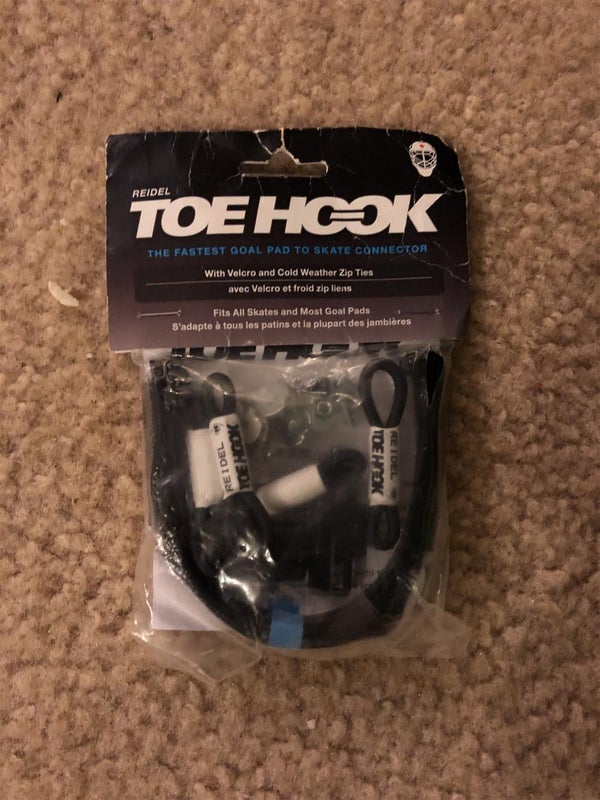 REIDEL
TOE HOOK
THE FASTEST GOAL PAD TO SKATE CONNECTOR
With Velcro and Cold Weather Zip Ties
avec Velcro et froid zip liens
Fits All Skates and Most Goal Pads
S'adapte à tous les patins et la plupart des jambières
TOE HOOK
REIDEL
TOE HOOK
REIDEL
TOE HOOK